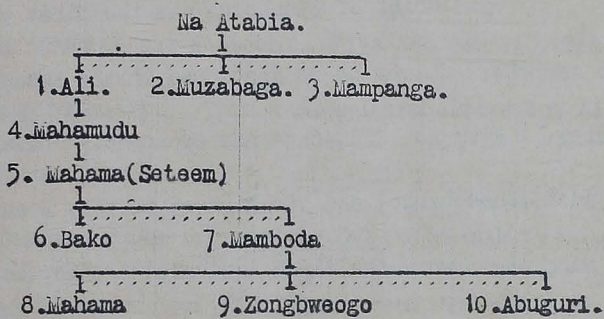 Na Atabia.
1.Ali. 2.Muzabaga. 3.Mampanga.
4.Mahamudu
5. Mahama(Seteem)
6.Bako 7.Mamboda
8.Mahama 9.Zongbweogo 10.Abuguri.